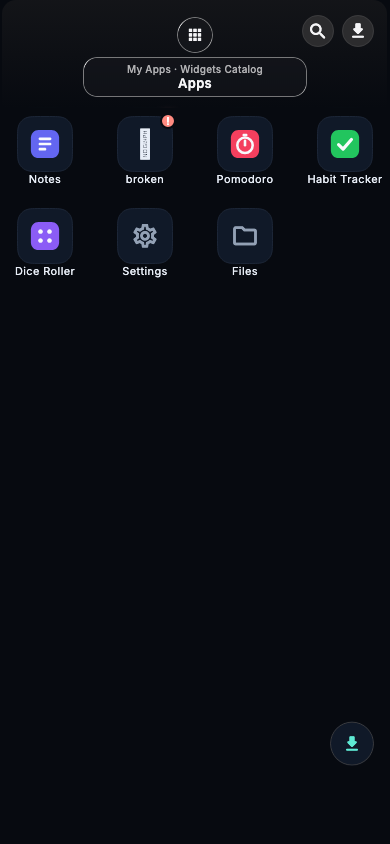 My Apps · Widgets Catalog
Apps
Notes
broken
Pomodoro
Habit Tracker
Dice Roller
Settings
Files